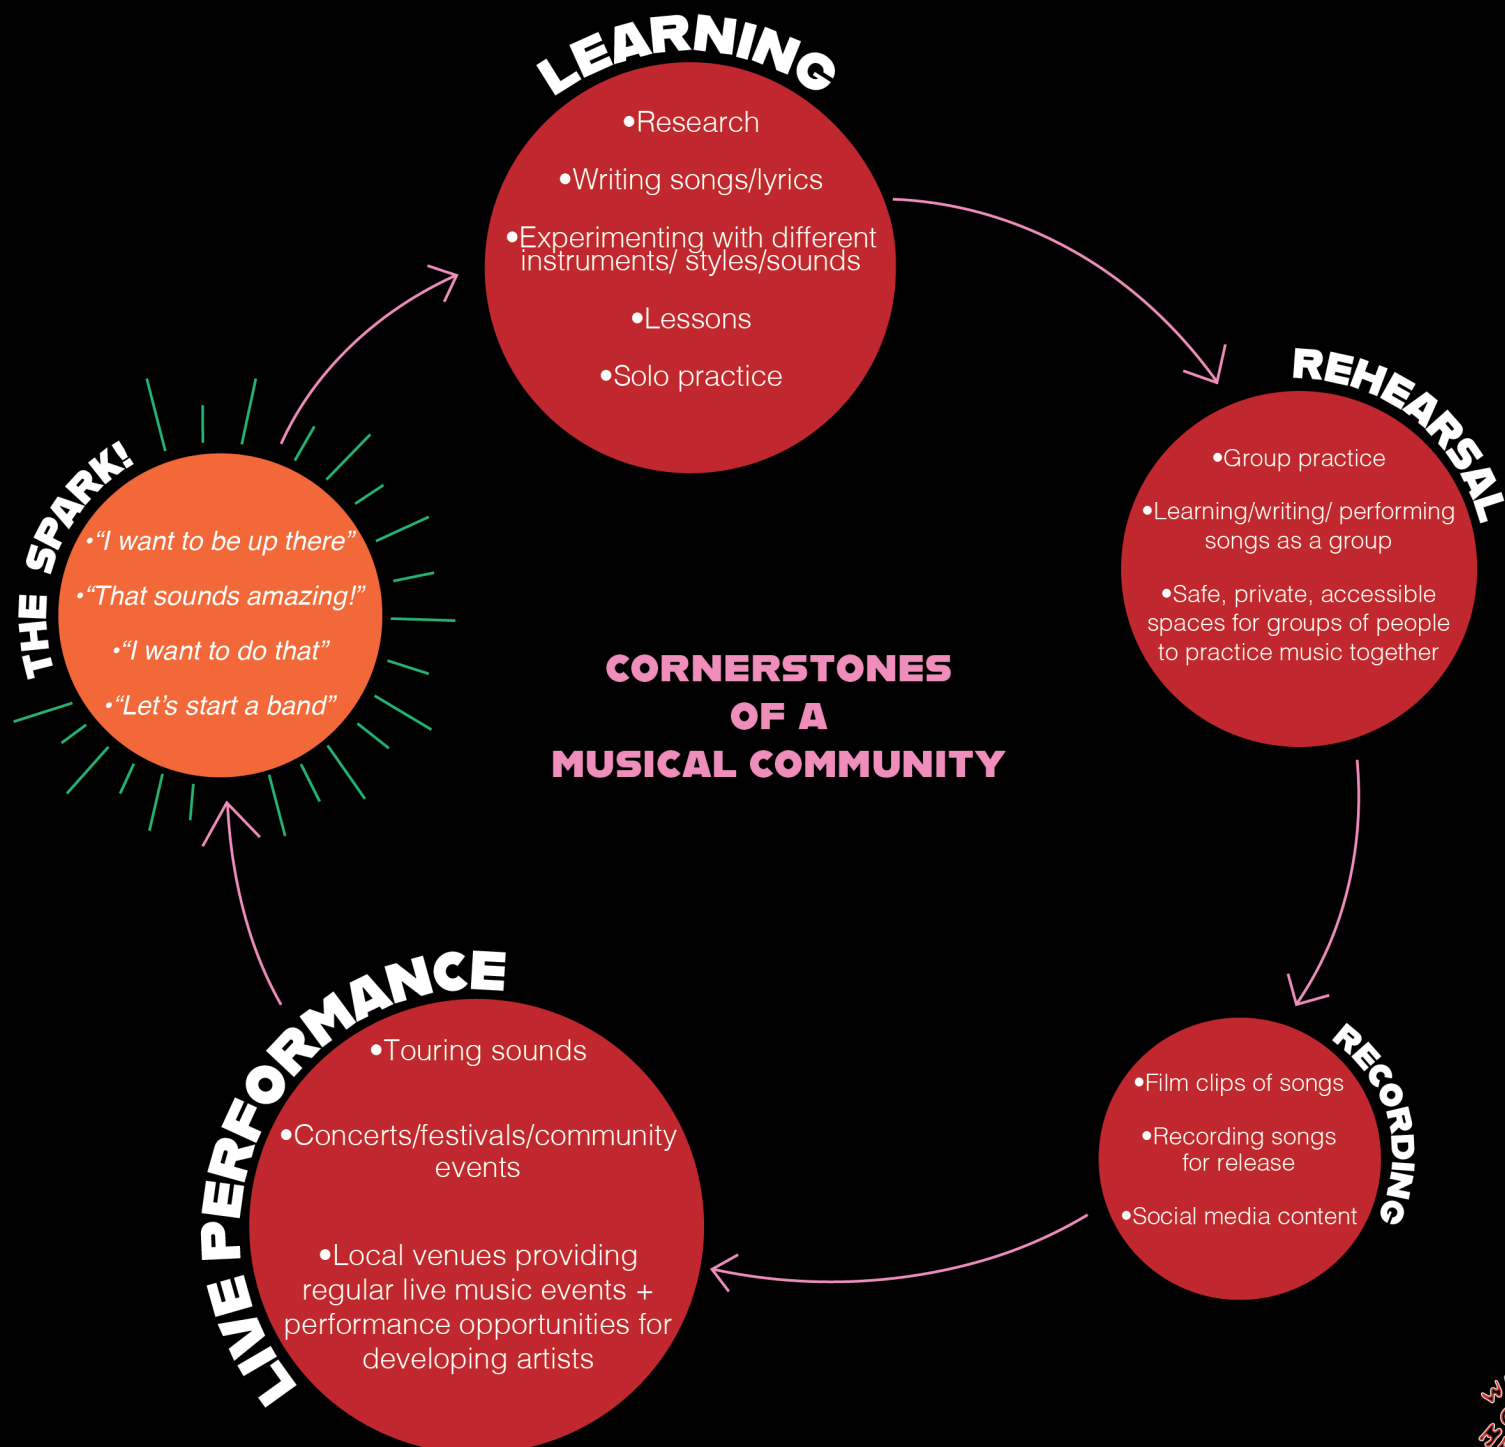 LEARNING
•Research
•Writing songs/lyrics
•Experimenting with different
instruments/ styles/sounds
•Lessons
•Solo practice
REHEARSAL
•Group practice
•Learning/writing/ performing
songs as a group
•Safe, private, accessible
spaces for groups of people
to practice music together
THE SPARK!
•“I want to be up there”
•“That sounds amazing!”
•“I want to do that”
•“Let’s start a band”
CORNERSTONES
OF A
MUSICAL COMMUNITY
RECORDING
•Film clips of songs
•Recording songs
for release
•Social media content
LIVE PERFORMANCE
•Touring sounds
•Concerts/festivals/community
events
•Local venues providing
regular live music events +
performance opportunities for
developing artists